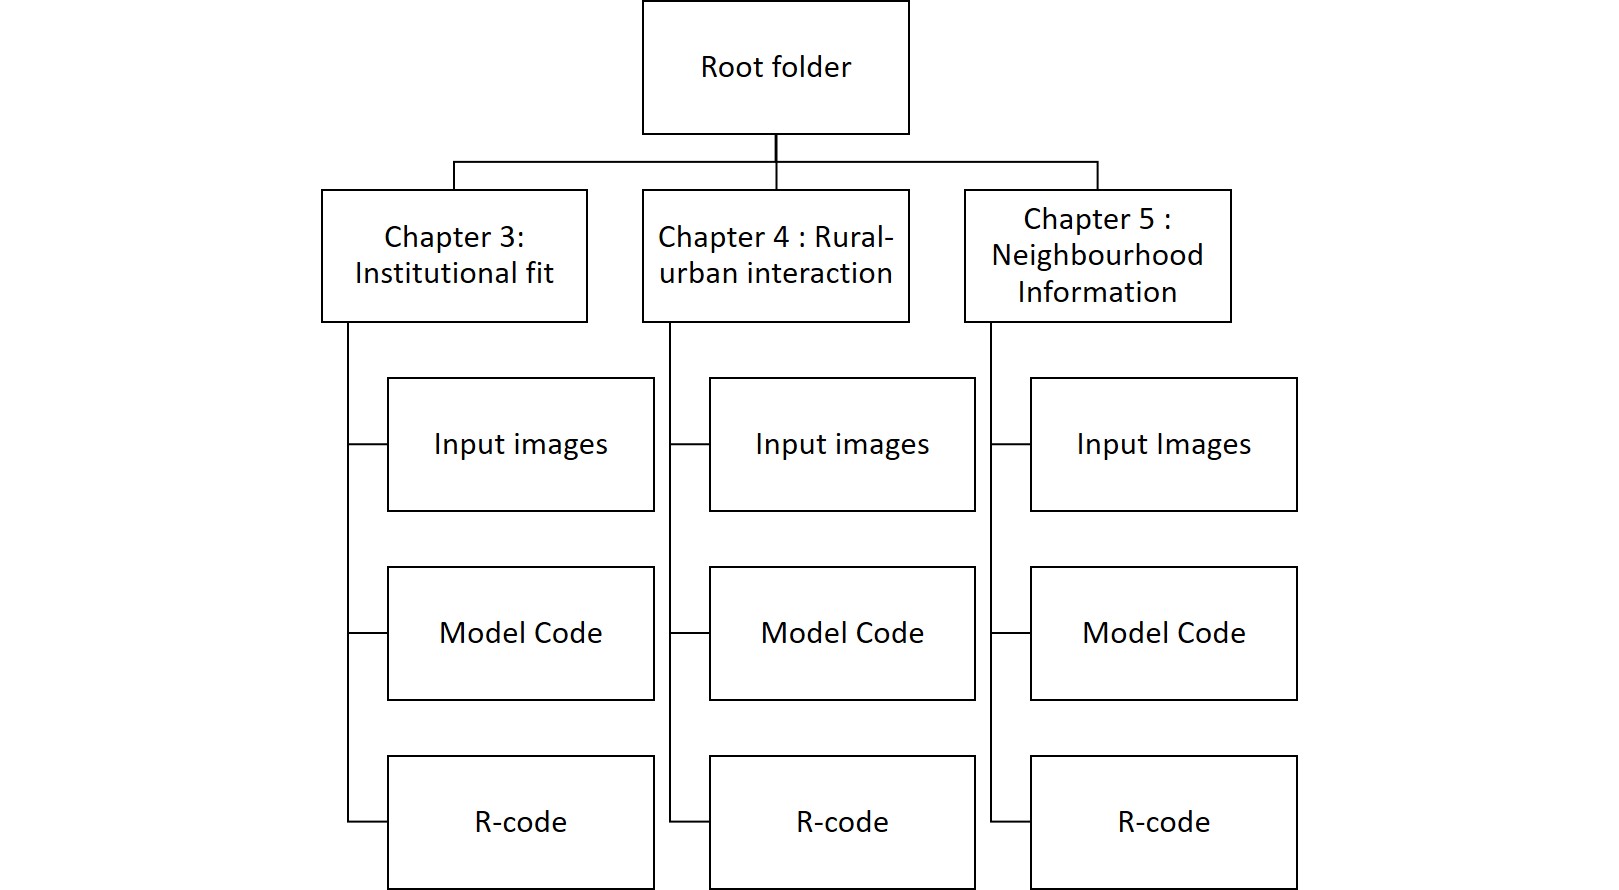 Root folder
Chapter 3:
Institutional fit
Chapter 4 : Rural-
urban interaction
Chapter 5 :
Neighbourhood
Information
Input images
Input images
Input Images
Model Code
Model Code
Model Code
R-code
R-code
R-code